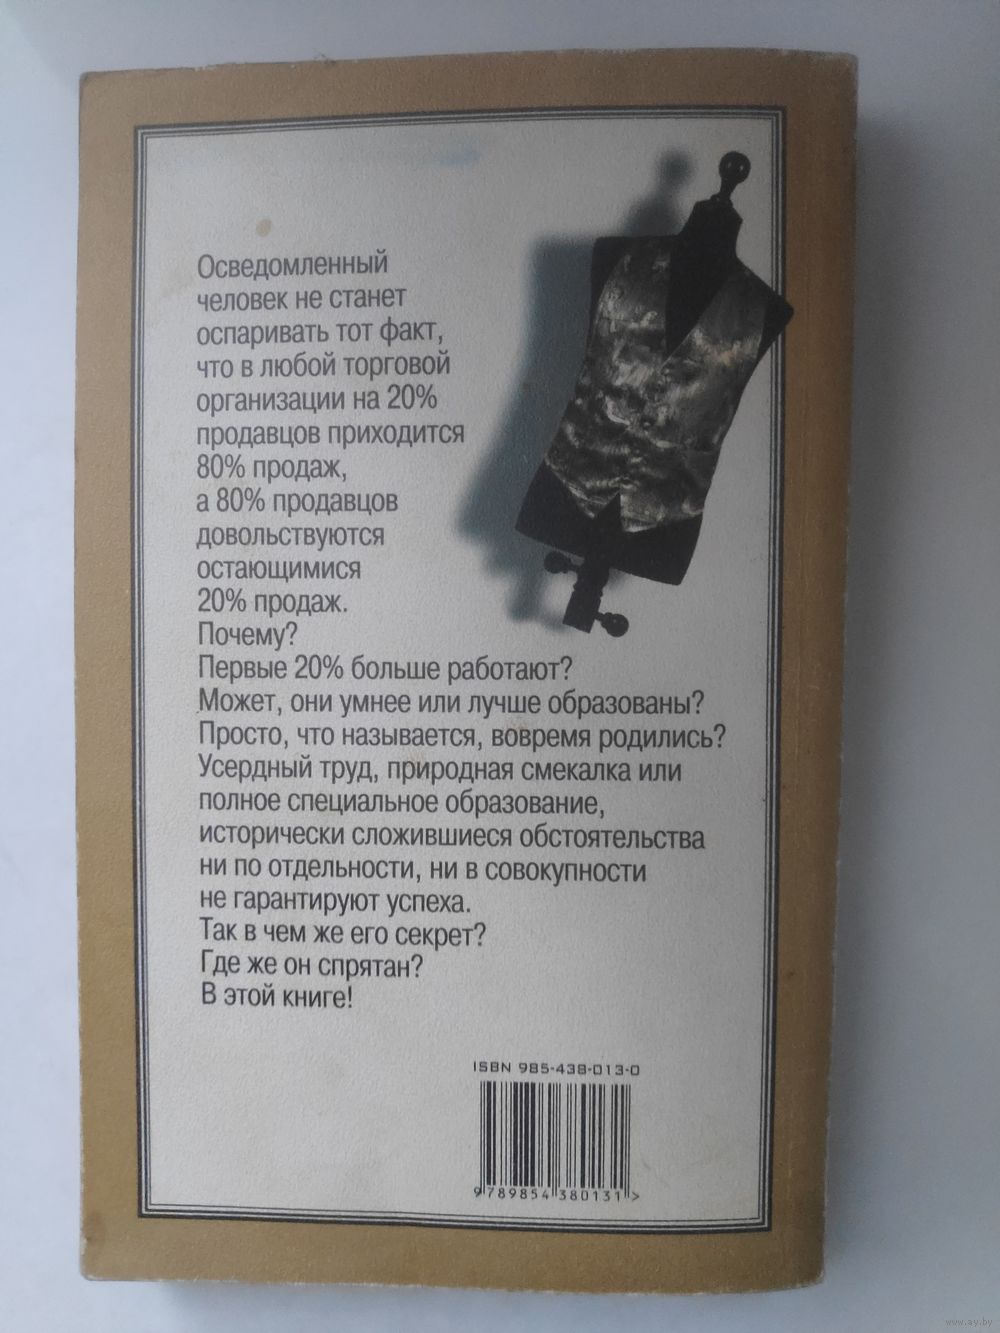 Осведомленный
человек не станет
оспаривать тот факт,
что в любой торговой
организации на 20%
продавцов приходится
80% продаж,
а 80% продавцов
довольствуются
остающимися
20% продаж.
Почему?
Первые 20% больше работают?
Может, они умнее или лучше образованы?
Просто, что называется, вовремя родились?
Усердный труд, природная смекалка или
полное специальное образование,
исторически сложившиеся обстоятельства
ни по отдельности, ни в совокупности
не гарантируют успеха.
Так в чем же его секрет?
Где же он спрятан?
В этой книге!
ISBN 985-438-013-0
9 789854 380131 >
www.ay.by